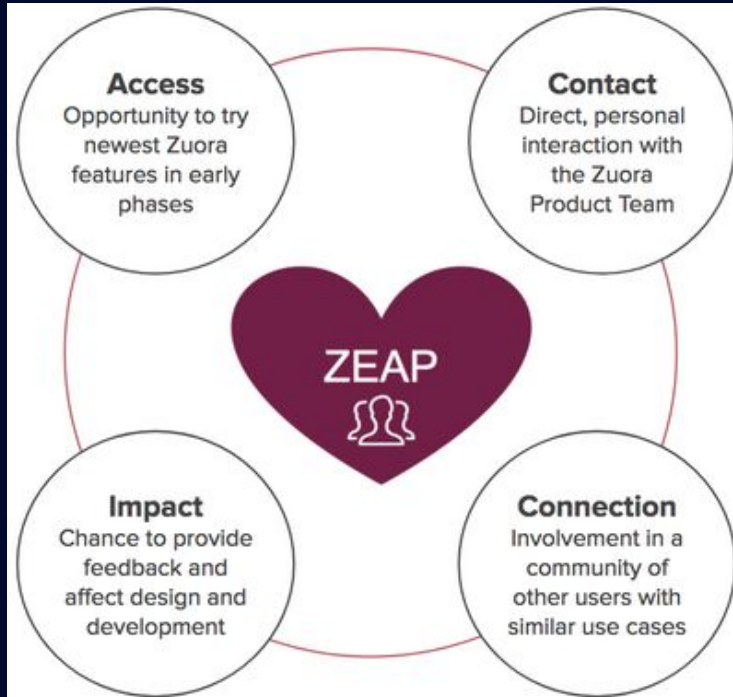 Access
Opportunity to try
newest Zuora
features in early
phases
Contact
Direct, personal
interaction with
the Zuora
Product Team
ZEAP
Impact
Chance to provide
feedback and
affect design and
development
Connection
Involvement in a
community of
other users with
similar use cases